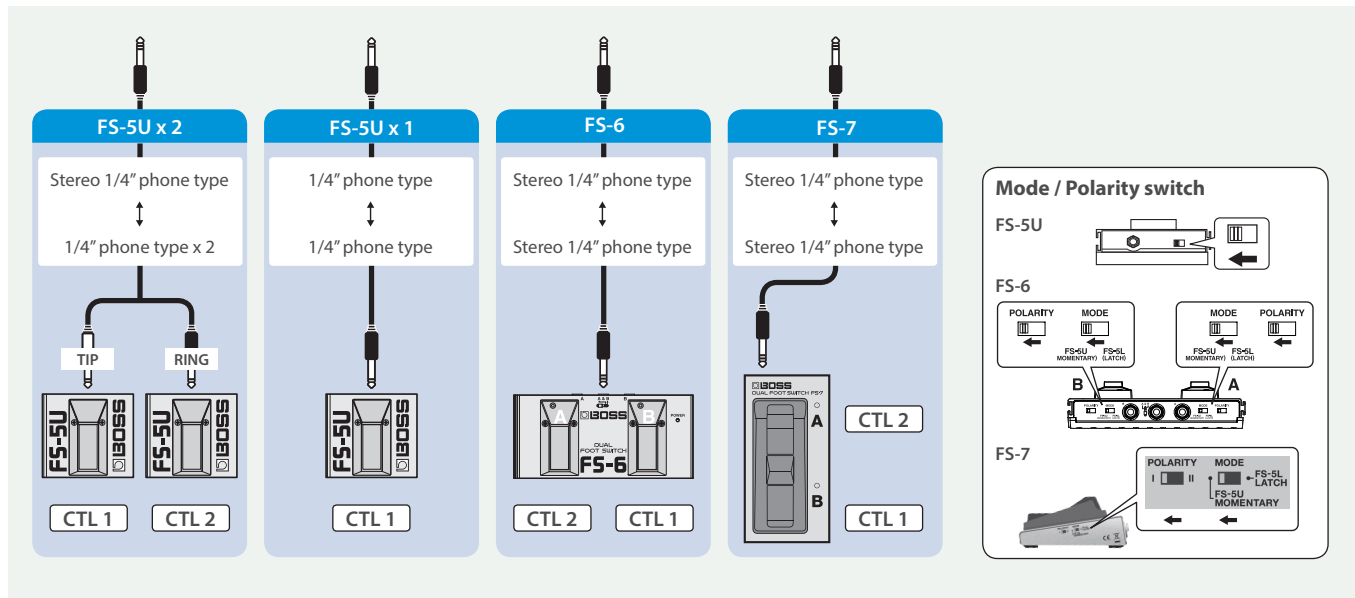 FS-5U x 2
Stereo 1/4” phone type
1/4” phone type x 2
TIP
RING
FS-5U
BOSS
FS-5U
BOSS
CTL 1
CTL 2
FS-5U x 1
1/4” phone type
1/4” phone type
FS-5U
BOSS
CTL 1
FS-6
Stereo 1/4” phone type
Stereo 1/4” phone type
A
BOSS
B
POWER
DUAL
FOOT SWITCH
FS-6
CTL 2
CTL 1
FS-7
Stereo 1/4” phone type
Stereo 1/4” phone type
BOSS
DUAL FOOT SWITCH FS-7
A
B
CTL 2
CTL 1
Mode / Polarity switch
FS-5U
FS-6
POLARITY MODE
FS-5U FS-5L
MOMENTARY) (LATCH)
MODE POLARITY
FS-5U FS-5L
MOMENTARY) (LATCH)
B
A
FS-7
POLARITY MODE
I II
FS-5L
LATCH
FS-5U
MOMENTARY